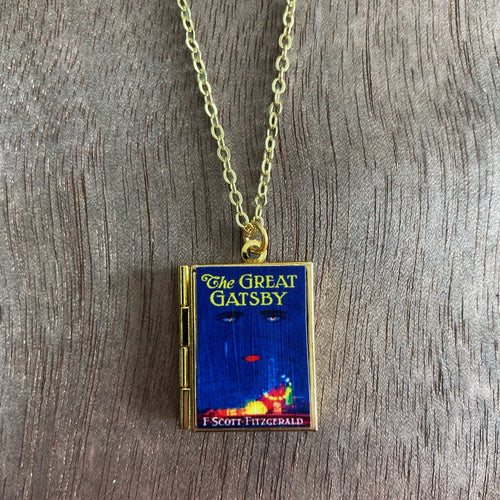 The GREAT
GATSBY
F·SCOTT·FITZGERALD